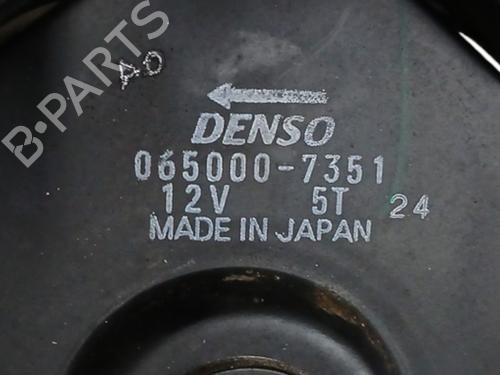 AO
DENSO
065000-7351
12V 5T 24
MADE IN JAPAN
B·PARTS